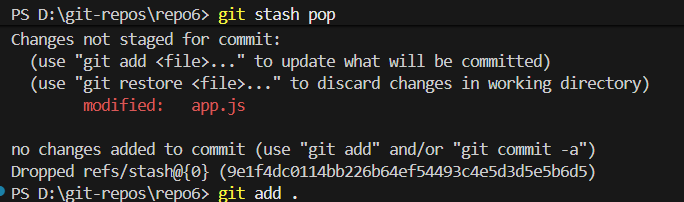 PS D:\git-repos\repo6> git stash pop
Changes not staged for commit:
  (use "git add <file>..." to update what will be committed)
  (use "git restore <file>..." to discard changes in working directory)
        modified:   app.js

no changes added to commit (use "git add" and/or "git commit -a")
Dropped refs/stash@{0} (9e1f4dc0114bb226b64ef54493c4e5d3d5e5b6d5)
PS D:\git-repos\repo6> git add .